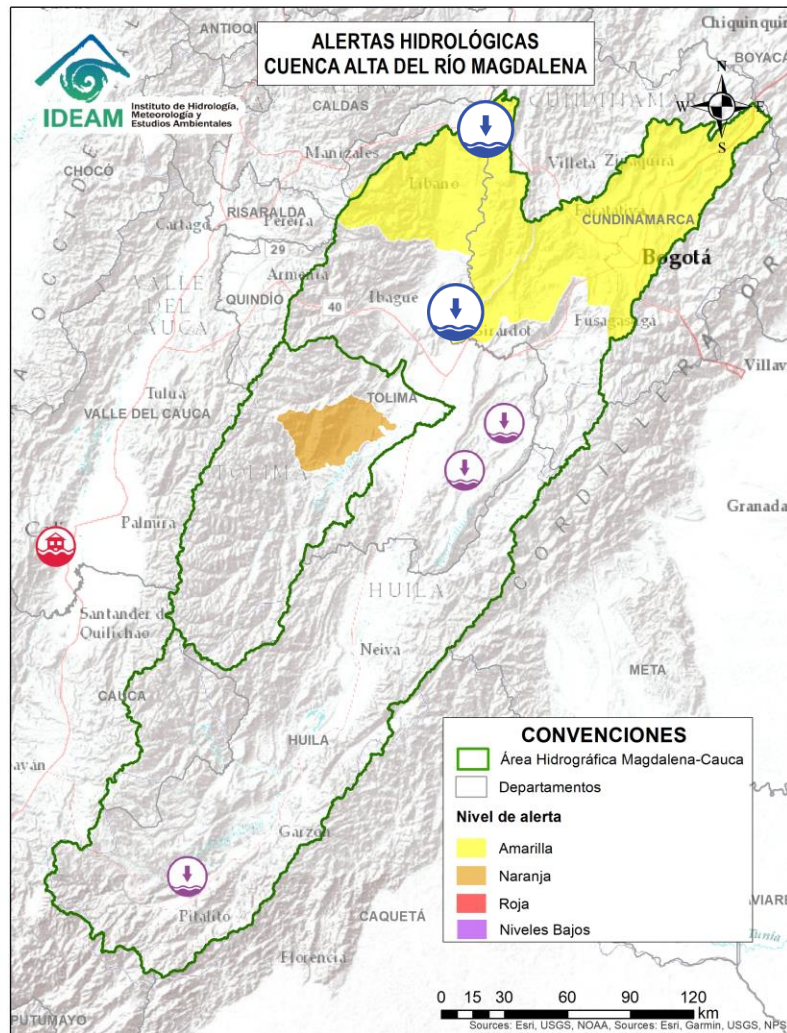 ALERTAS HIDROLÓGICAS
CUENCA ALTA DEL RÍO MAGDALENA
IDEAM
Instituto de Hidrología,
Meteorología y
Estudios Ambientales
Chiquinquir
BOYACÁ
N
W
E
S
CALDAS
Manizales
Villeta
Líbano
CHOCÓ
RISARALDA
Pereira
Cartago
CUNDINAMARCA
Bogotá
29
Armenia
VALLE
DEL
CAUCA
QUINDÍO
40
Ibagué
Girardot
Fusagasugá
Villav
TOLIMA
Tuluá
VALLE DEL CAUCA
TOLIMA
CORDILLERA
Palmira
Granada
HUILA
Santander de
Quilichao
Neiva
META
CAUCA
HUILA
Garzón
Pitalito
CAQUETÁ
Florencia
PUTUMAYO
CONVENCIONES
Área Hidrográfica Magdalena-Cauca
Departamentos
Nivel de alerta
Amarilla
Naranja
Roja
Niveles Bajos
VIARE
0 15 30 60 90 120
km
Sources: Esri, USGS, NOAA, Sources: Esri, Garmin, USGS, NPS